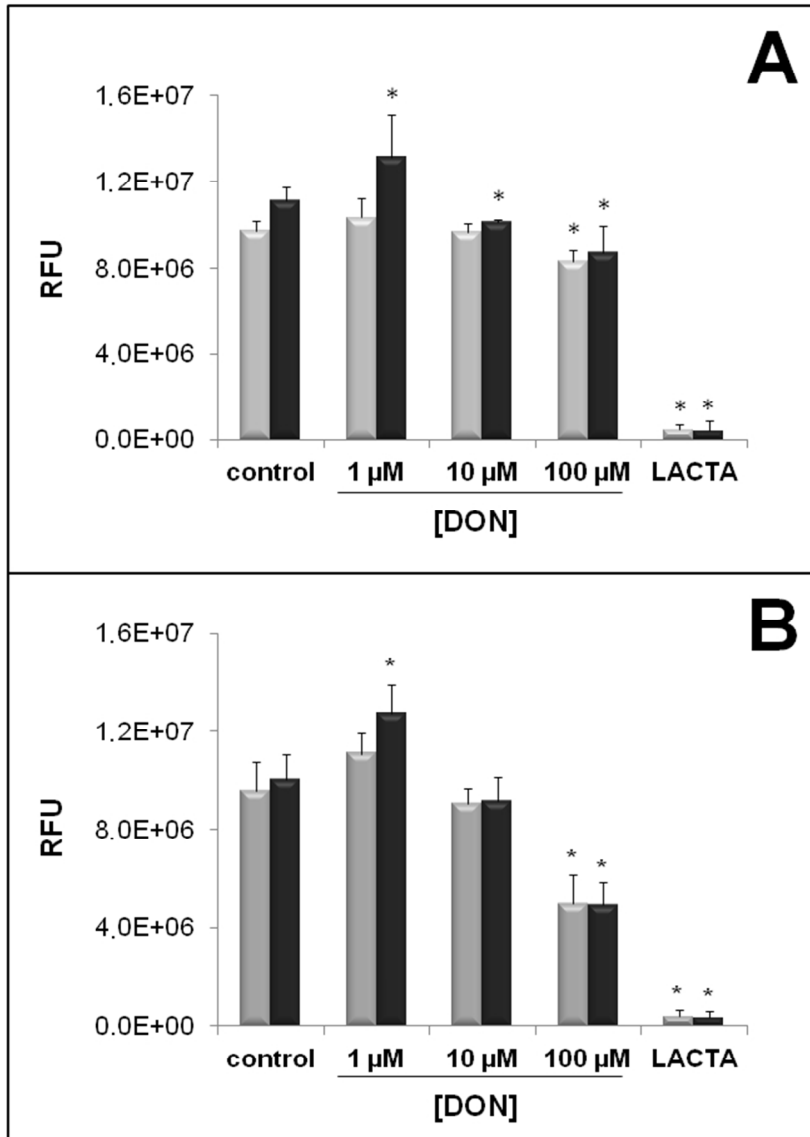 A
1.6E+07
1.2E+07
8.0E+06
4.0E+06
0.0E+00
RFU
* * * * * *
control 1 µM 10 µM 100 µM LACTA
[DON]
B
1.6E+07
1.2E+07
8.0E+06
4.0E+06
0.0E+00
RFU
* * * * *
control 1 µM 10 µM 100 µM LACTA
[DON]